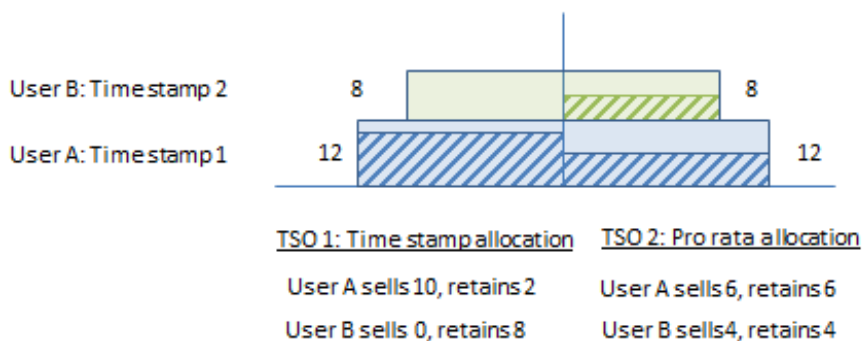 User B: Time stamp 2 8 8
User A: Time stamp 1 12 12
TSO 1: Time stamp allocation TSO 2: Pro rata allocation
User A sells 10, retains 2 User A sells 6, retains 6
User B sells 0, retains 8 User B sells 4, retains 4